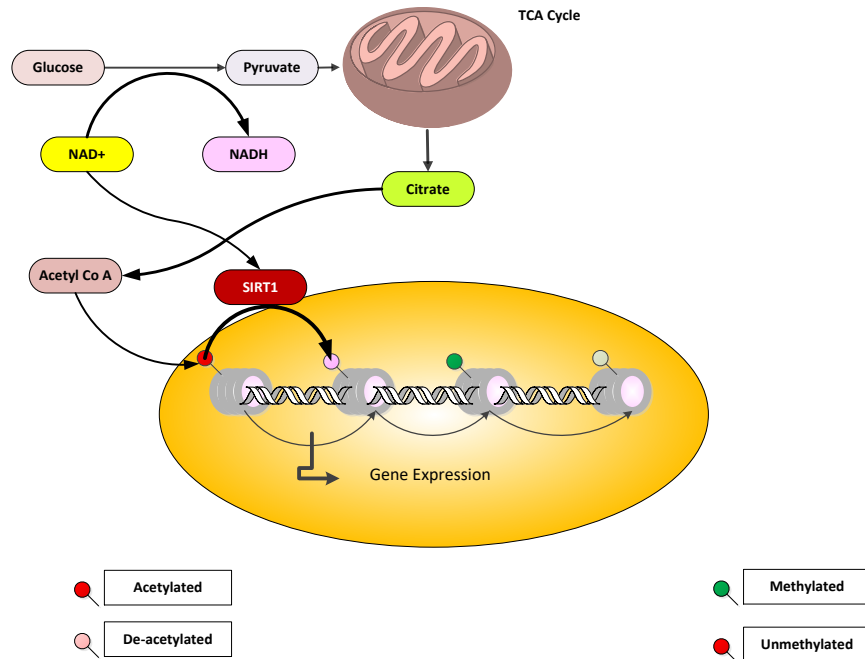 TCA Cycle
Glucose
Pyruvate
NAD+
NADH
Citrate
Acetyl Co A
SIRT1
Gene Expression
Acetylated
Methylated
De-acetylated
Unmethylated